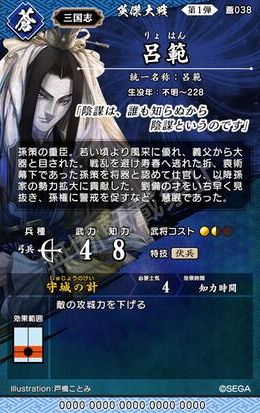 蒼
三国志
英傑大戦
第1弾
蒼038
りょ はん
呂範
統一名称：呂範
生没年：不明～228
「陰謀は、誰も知らぬから
陰謀というのです」
孫策の重臣。若い頃より風采に優れ、義父から大
器と目された。戦乱を避け寿春へ逃れた折、袁術
幕下であった孫策を将器と認めて仕官し、以降孫
家の勢力拡大に貢献した。劉備の才をいち早く見
抜き、孫権に警戒を促すなど、慧眼であった。
兵種
武力
知力
武将コスト
弓兵
4
8
特技
伏兵
しゅじょうのけい
守城の計
必要士気
4
効果時間
知力時間
効果範囲
敵の攻城力を下げる
Illustration:戸橋ことみ
©SEGA
0000-0000-0000-0000-0000